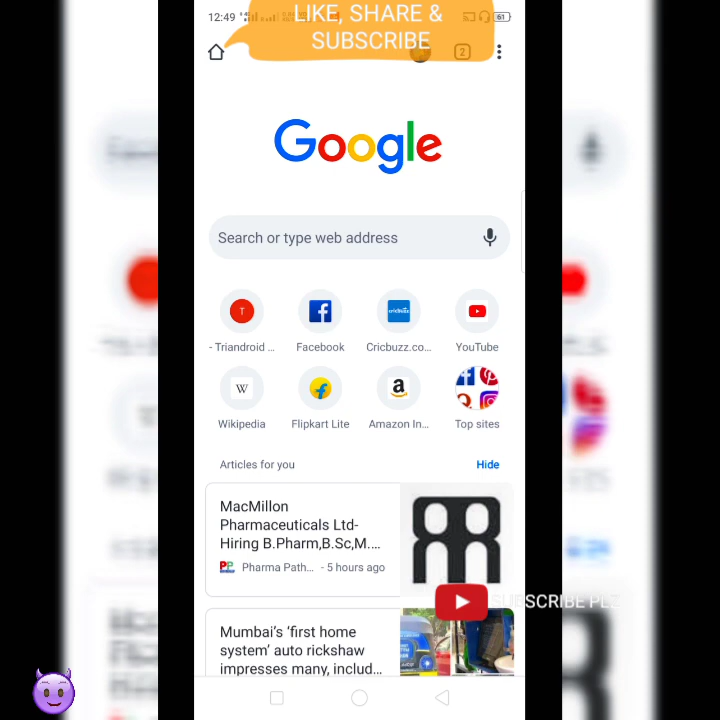 12:49
LIKE, SHARE &
SUBSCRIBE
61
2
Google
Search or type web address
T
cricbuzz
- Triandroid ...
Facebook
Cricbuzz.co...
YouTube
W
a
Wikipedia
Flipkart Lite
Amazon In...
Top sites
Articles for you
Hide
MacMillon
Pharmaceuticals Ltd-
Hiring B.Pharm,B.Sc,M....
Pharma Path... - 5 hours ago
SUBSCRIBE PLZ
Mumbai's 'first home
system' auto rickshaw
impresses many, includ...